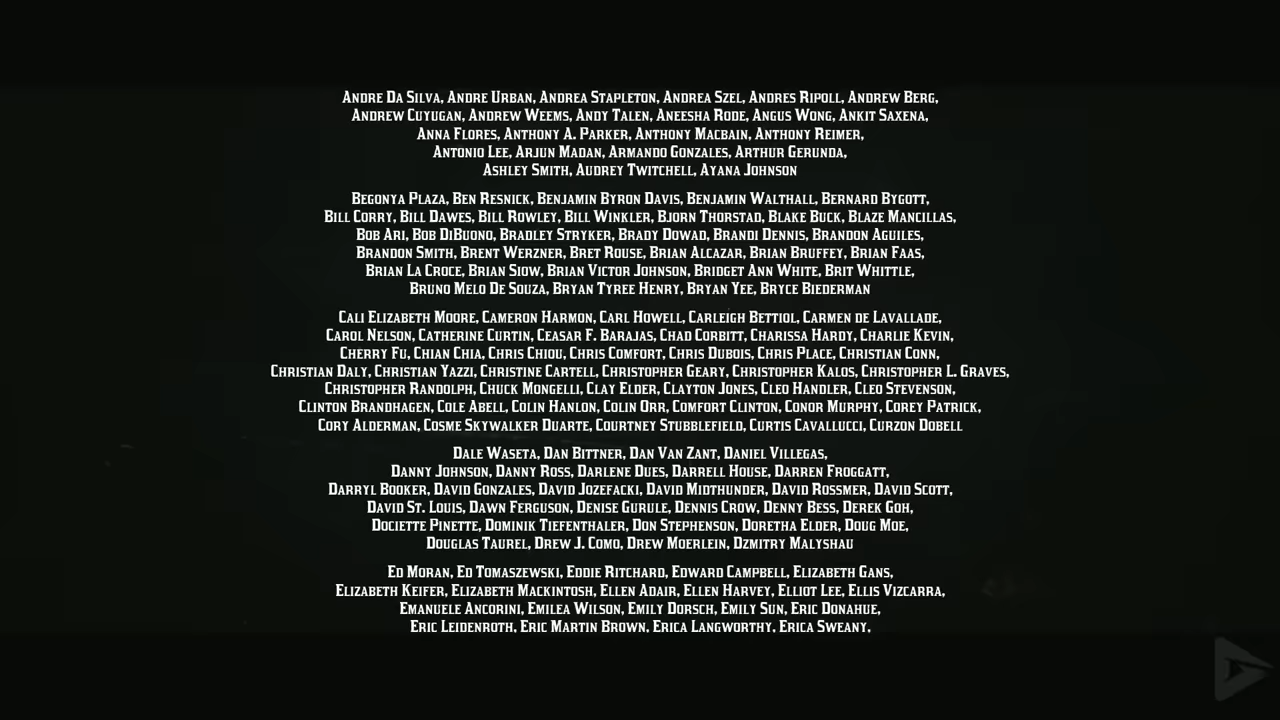 Andre Da Silva, Andre Urban, Andrea Stapleton, Andrea Szel, Andres Ripoll, Andrew Berg,
Andrew Cuyugan, Andrew Weems, Andy Talen, Aneesha Rode, Angus Wong, Ankit Saxena,
Anna Flores, Anthony A. Parker, Anthony Macbain, Anthony Reimer,
Antonio Lee, Arjun Madan, Armando Gonzales, Arthur Gerunda,
Ashley Smith, Audrey Twitchell, Ayana Johnson
Begonya Plaza, Ben Resnick, Benjamin Byron Davis, Benjamin Walthall, Bernard Bygott,
Bill Corry, Bill Dawes, Bill Rowley, Bill Winkler, Bjorn Thorstad, Blake Buck, Blaze Mancillas,
Bob Ari, Bob DiBuono, Bradley Stryker, Brady Dowad, Brandi Dennis, Brandon Aguiles,
Brandon Smith, Brent Werzner, Bret Rouse, Brian Alcazar, Brian Bruffey, Brian Faas,
Brian La Croce, Brian Siow, Brian Victor Johnson, Bridget Ann White, Brit Whittle,
Bruno Melo De Souza, Bryan Tyree Henry, Bryan Yee, Bryce Biederman
Cali Elizabeth Moore, Cameron Harmon, Carl Howell, Carleigh Bettiol, Carmen de Lavallade,
Carol Nelson, Catherine Curtin, Ceasar F. Barajas, Chad Corbitt, Charissa Hardy, Charlie Kevin,
Cherry Fu, Chian Chia, Chris Chiou, Chris Comfort, Chris Dubois, Chris Place, Christian Conn,
Christian Daly, Christian Yazzi, Christine Cartell, Christopher Geary, Christopher Kalos, Christopher L. Graves,
Christopher Randolph, Chuck Mongelli, Clay Elder, Clayton Jones, Cleo Handler, Cleo Stevenson,
Clinton Brandhagen, Cole Abell, Colin Hanlon, Colin Orr, Comfort Clinton, Conor Murphy, Corey Patrick,
Cory Alderman, Cosme Skywalker Duarte, Courtney Stubblefield, Curtis Cavallucci, Curzon Dobell
Dale Waseta, Dan Bittner, Dan Van Zant, Daniel Villegas,
Danny Johnson, Danny Ross, Darlene Dues, Darrell House, Darren Froggatt,
Darryl Booker, David Gonzales, David Jozefacki, David Midthunder, David Rossmer, David Scott,
David St. Louis, Dawn Ferguson, Denise Gurule, Dennis Crow, Denny Bess, Derek Goh,
Dociette Pinette, Dominik Tiefenthaler, Don Stephenson, Doretha Elder, Doug Moe,
Douglas Taurel, Drew J. Como, Drew Moerlein, Dzmitry Malyshau
Ed Moran, Ed Tomaszewski, Eddie Ritchard, Edward Campbell, Elizabeth Gans,
Elizabeth Keifer, Elizabeth Mackintosh, Ellen Adair, Ellen Harvey, Elliot Lee, Ellis Vizcarra,
Emanuele Ancorini, Emilea Wilson, Emily Dorsch, Emily Sun, Eric Donahue,
Eric Leidenroth, Eric Martin Brown, Erica Langworthy, Erica Sweany,